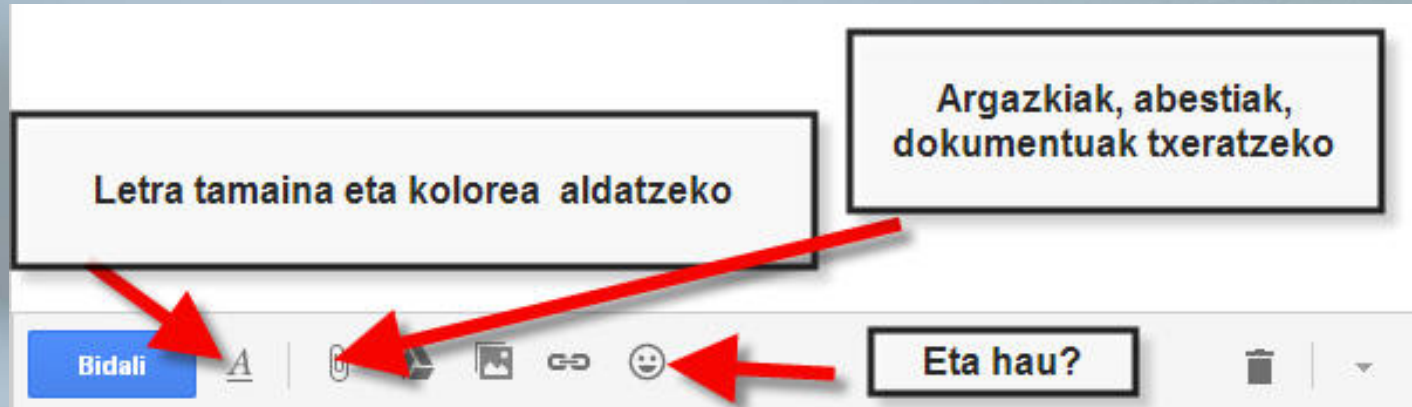 Argazkiak, abestiak,
dokumentuak txeratzeko
Letra tamaina eta kolorea aldatzeko
Bidali
A
Eta hau?